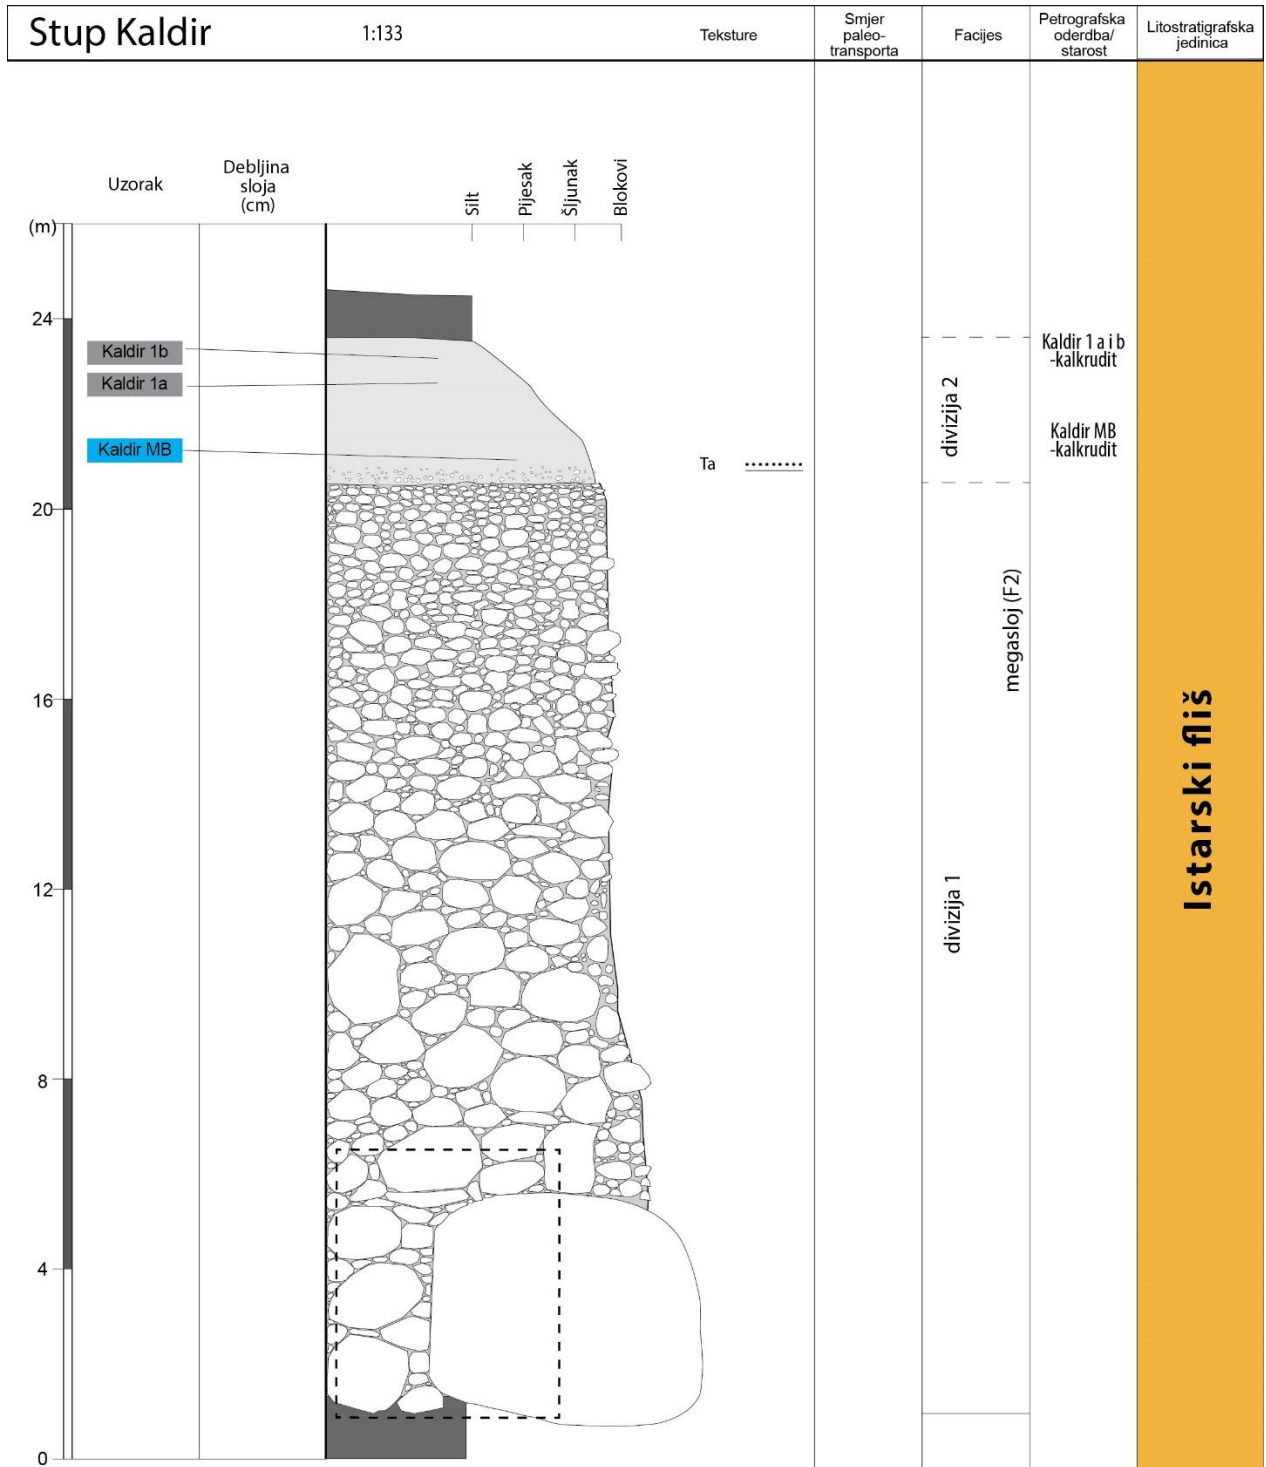 Stup Kaldir
1:133
Teksture
Smjer
paleo-
transporta
Facijes
Petrografska
oderdba/
starost
Litostratigrafska
jedinica
Uzorak
Debljina
sloja
(cm)
Silt
Pijesak
Šljunak
Blokovi
(m)
24
20
16
12
8
4
0
Kaldir 1b
Kaldir 1a
Kaldir MB
Ta
divizija 2
megasloj (F2)
divizija 1
Kaldir 1 a i b
-kalkrudit
Kaldir MB
-kalkrudit
Istarski fliš